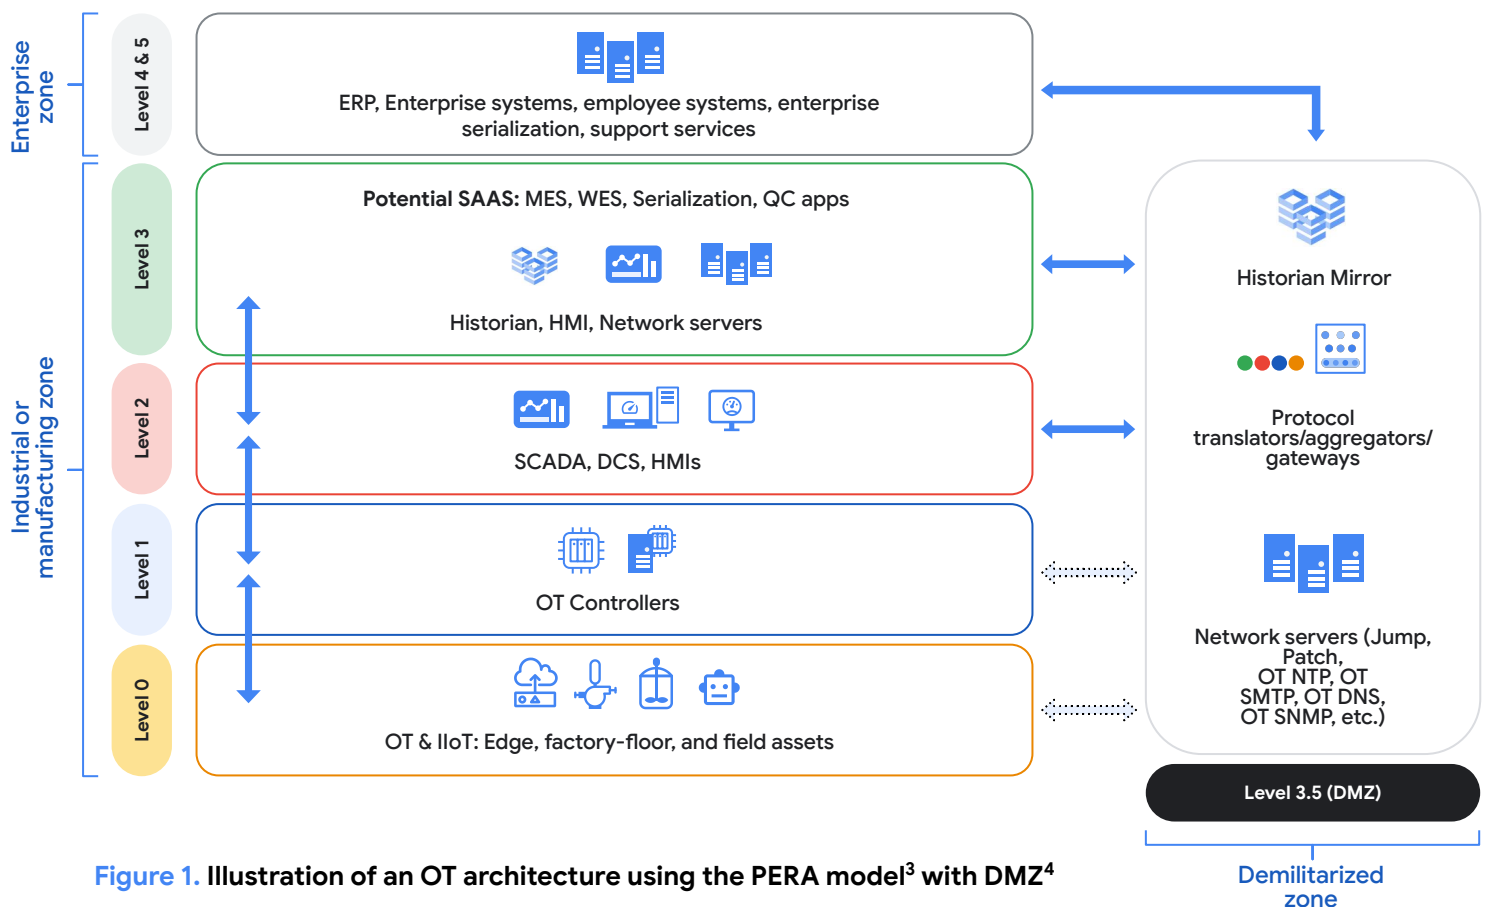 Enterprise
zone
Level 4 & 5
ERP, Enterprise systems, employee systems, enterprise
serialization, support services
Industrial or
manufacturing zone
Level 3
Potential SAAS: MES, WES, Serialization, QC apps
Historian, HMI, Network servers
Level 2
SCADA, DCS, HMIs
Level 1
OT Controllers
Level 0
OT & IIoT: Edge, factory-floor, and field assets
Historian Mirror
Protocol
translators/aggregators/
gateways
Network servers (Jump,
Patch,
OT NTP, OT
SMTP, OT DNS,
OT SNMP, etc.)
Level 3.5 (DMZ)
Demilitarized
zone
Figure 1. Illustration of an OT architecture using the PERA model³ with DMZ⁴